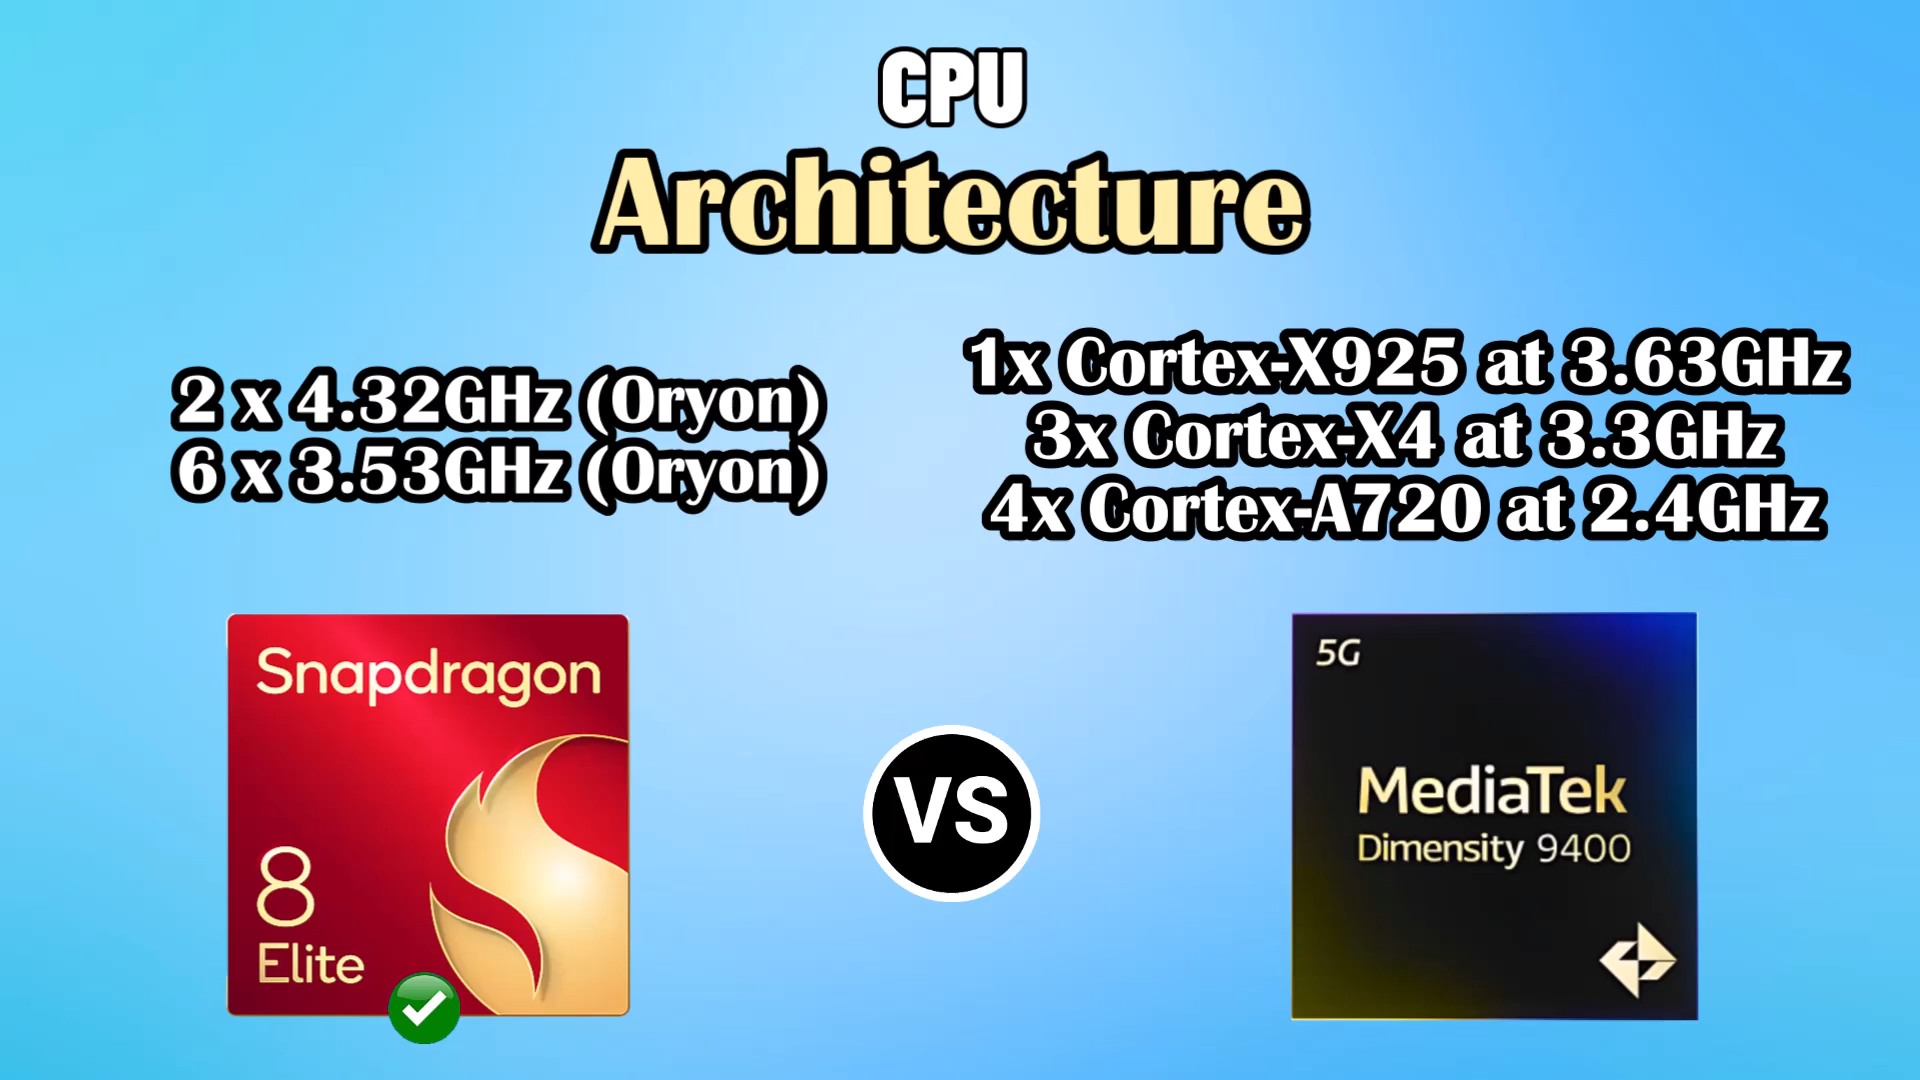 CPU
Architecture
2 x 4.32GHz (Oryon)
6 x 3.53GHz (Oryon)
1x Cortex-X925 at 3.63GHz
3x Cortex-X4 at 3.3GHz
4x Cortex-A720 at 2.4GHz
Snapdragon
8
Elite
VS
5G
MediaTek
Dimensity 9400